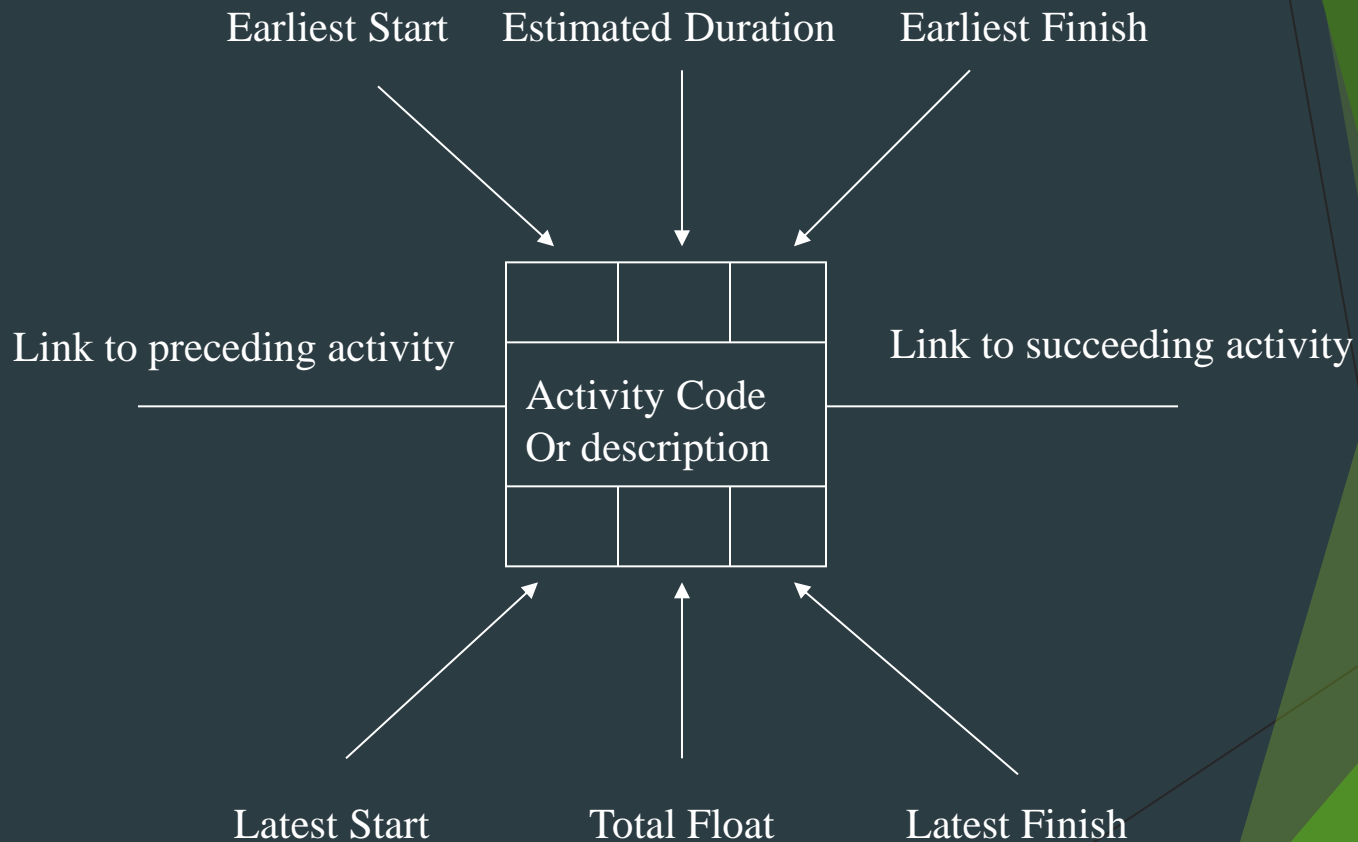 Earliest Start
Estimated Duration
Earliest Finish
Link to preceding activity
Link to succeeding activity
Activity Code
Or description
Latest Start
Total Float
Latest Finish